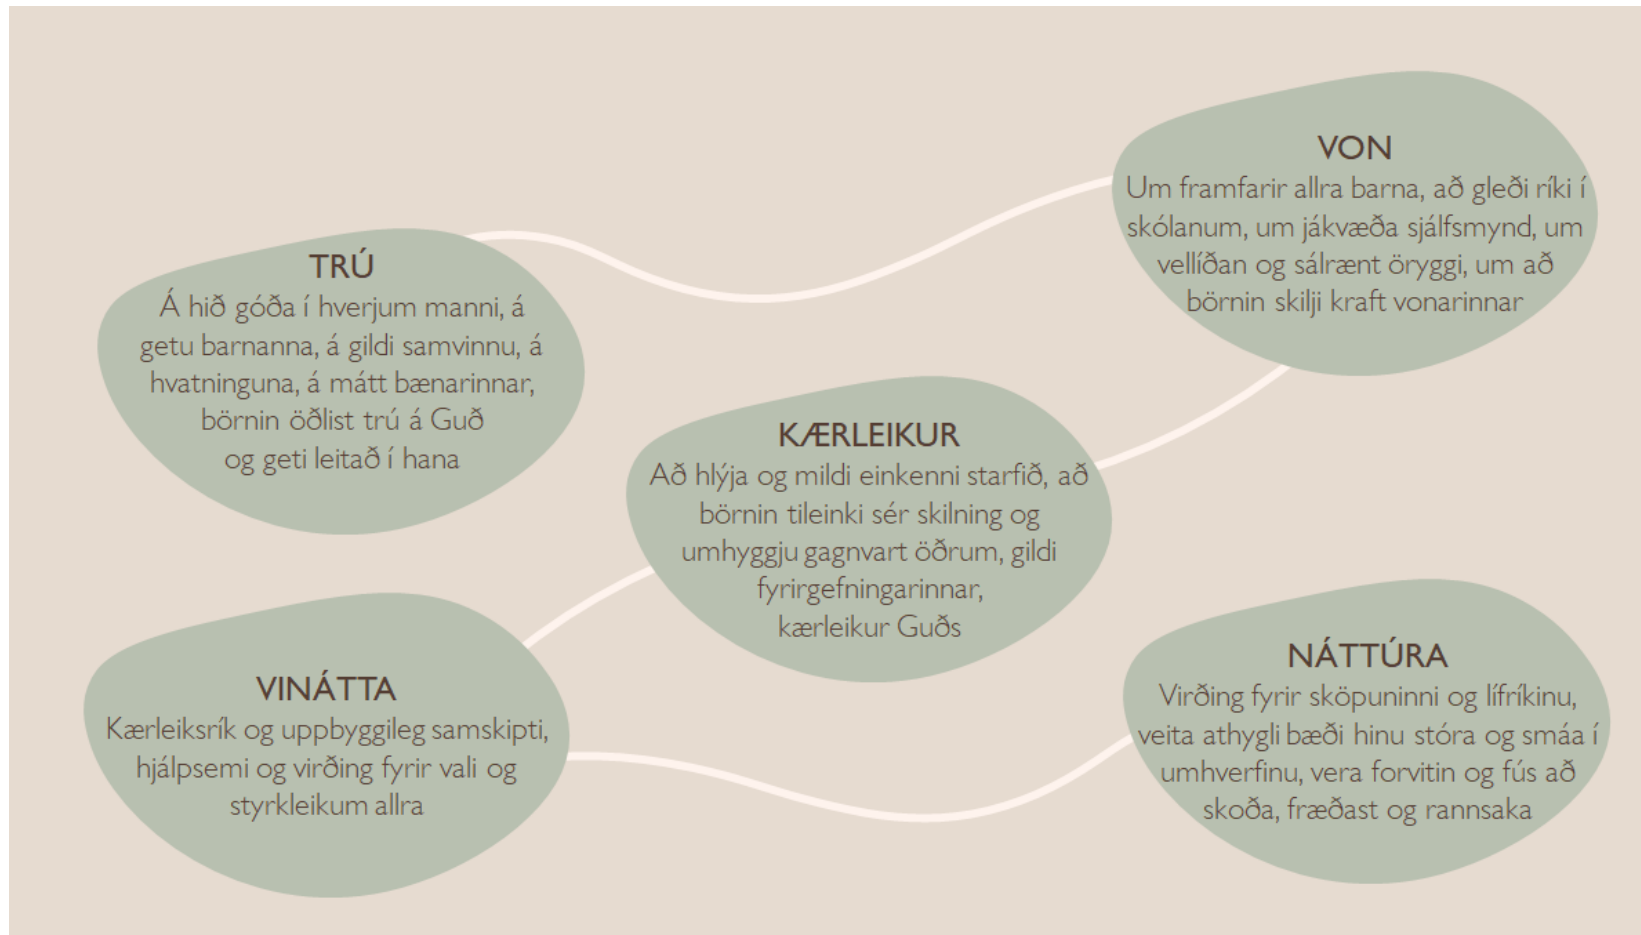 TRÚ
Á hið góða í hverjum manni, á
getu barnanna, á gildi samvinnu, á
hvatninguna, á mátt bænarinnar,
börnin öðlist trú á Guð
og geti leitað í hana
VON
Um framfarir allra barna, að gleði ríki í
skólanum, um jákvæða sjálfsmynd, um
vellíðan og sálrænt öryggi, um að
börnin skilji kraft vonarinnar
KÆRLEIKUR
Að hlýja og mildi einkenni starfið, að
börnin tileinki sér skilning og
umhyggju gagnvart öðrum, gildi
fyrirgefningarinnar,
kærleikur Guðs
VINÁTTA
Kærleiksrík og uppbyggileg samskipti,
hjálpsemi og virðing fyrir vali og
styrkleikum allra
NÁTTÚRA
Virðing fyrir sköpuninni og lífríkinu,
veita athygli bæði hinu stóra og smáa í
umhverfinu, vera forvitin og fús að
skoða, fræðast og rannsaka